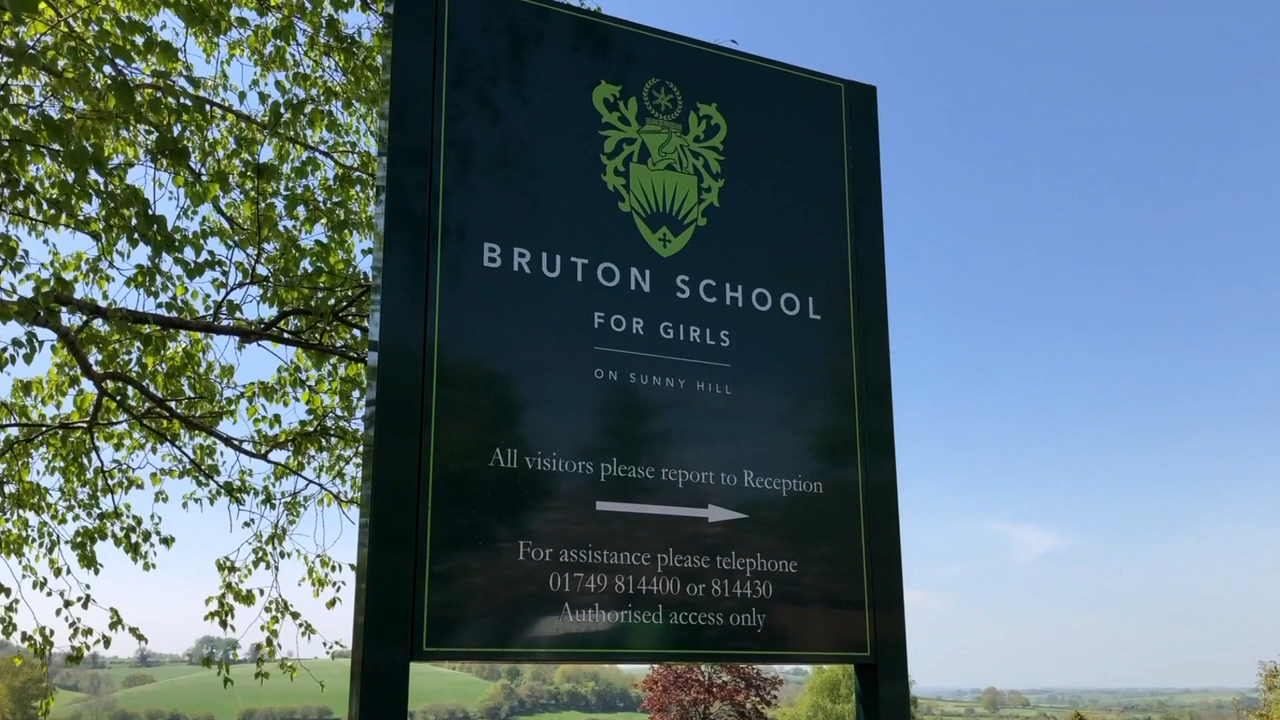 BRUTON SCHOOL
FOR GIRLS
ON SUNNY HILL
All visitors please report to Reception
For assistance please telephone
01749 814400 or 814430
Authorised access only